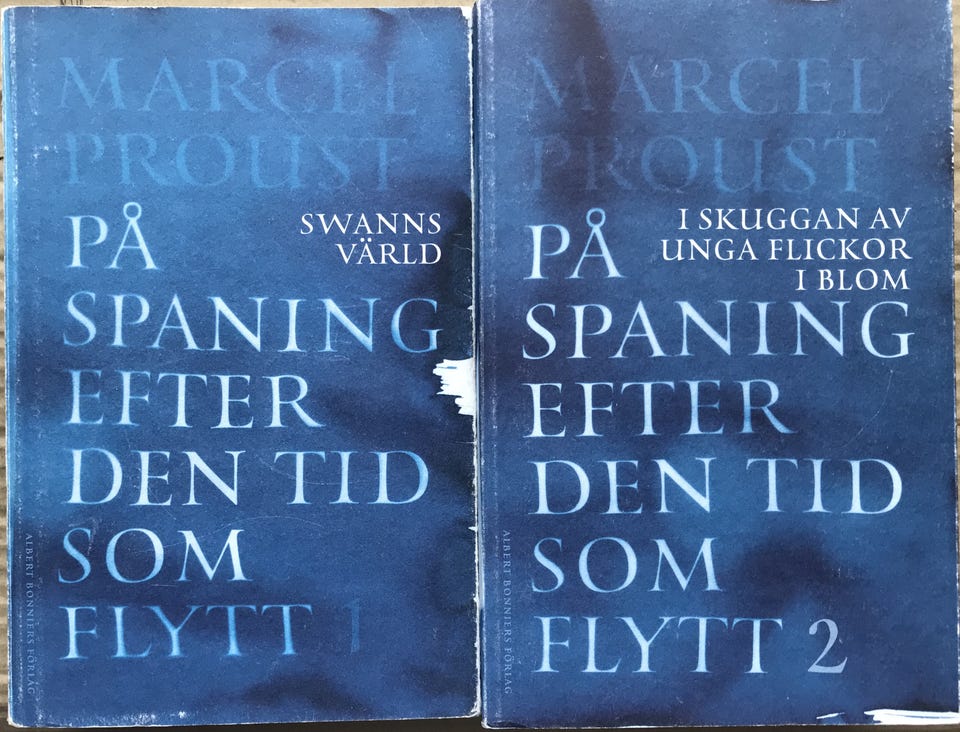 MARCEL
PROUST
PÅ
SWANNS
VÄRLD
SPANING
EFTER
DEN TID
SOM
FLYTT 1
ALBERT BONNIERS FÖRLAG
MARCEL
PROUST
PÅ
I SKUGGAN AV
UNGA FLICKOR
I BLOM
SPANING
EFTER
DEN TID
SOM
FLYTT 2
ALBERT BONNIERS FÖRLAG